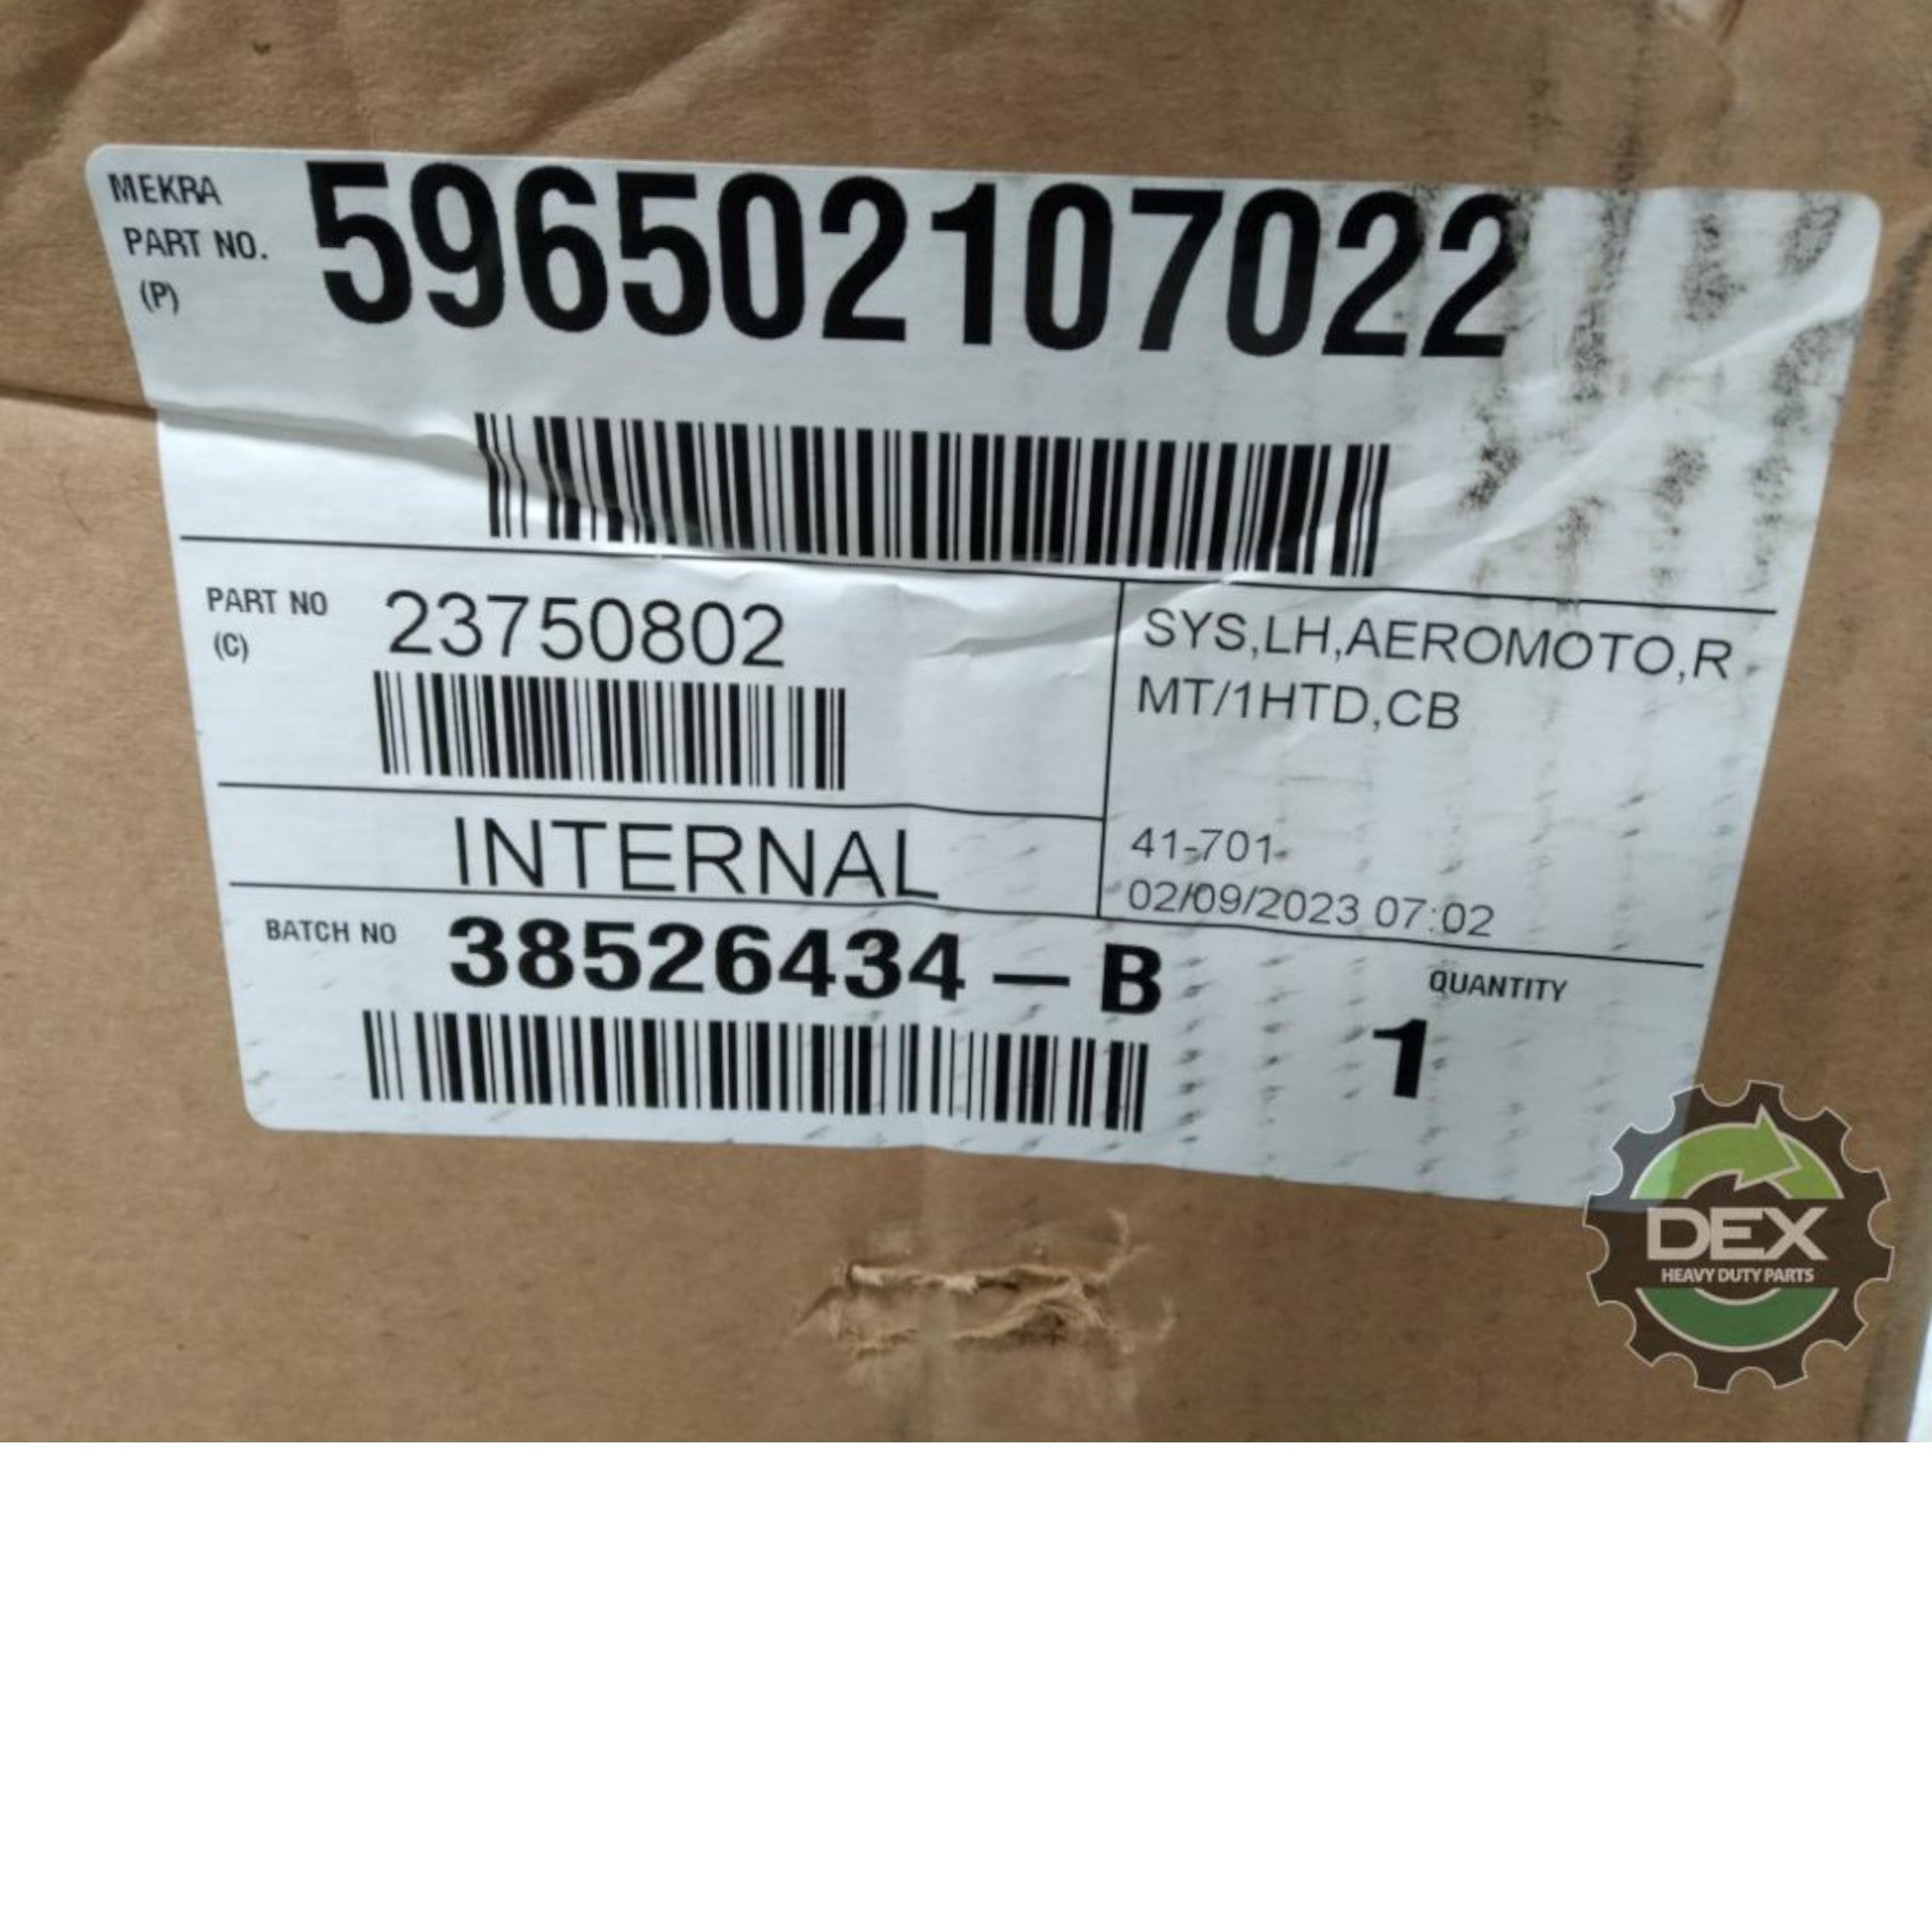 MEKRA
PART NO.
(P)
596502107022
PART NO
(C)
23750802
SYS,LH,AEROMOTO,R
MT/1HTD,CB
INTERNAL
41-701
02/09/2023 07:02
BATCH NO
38526434 – B
QUANTITY
1
DEX
HEAVY DUTY PARTS